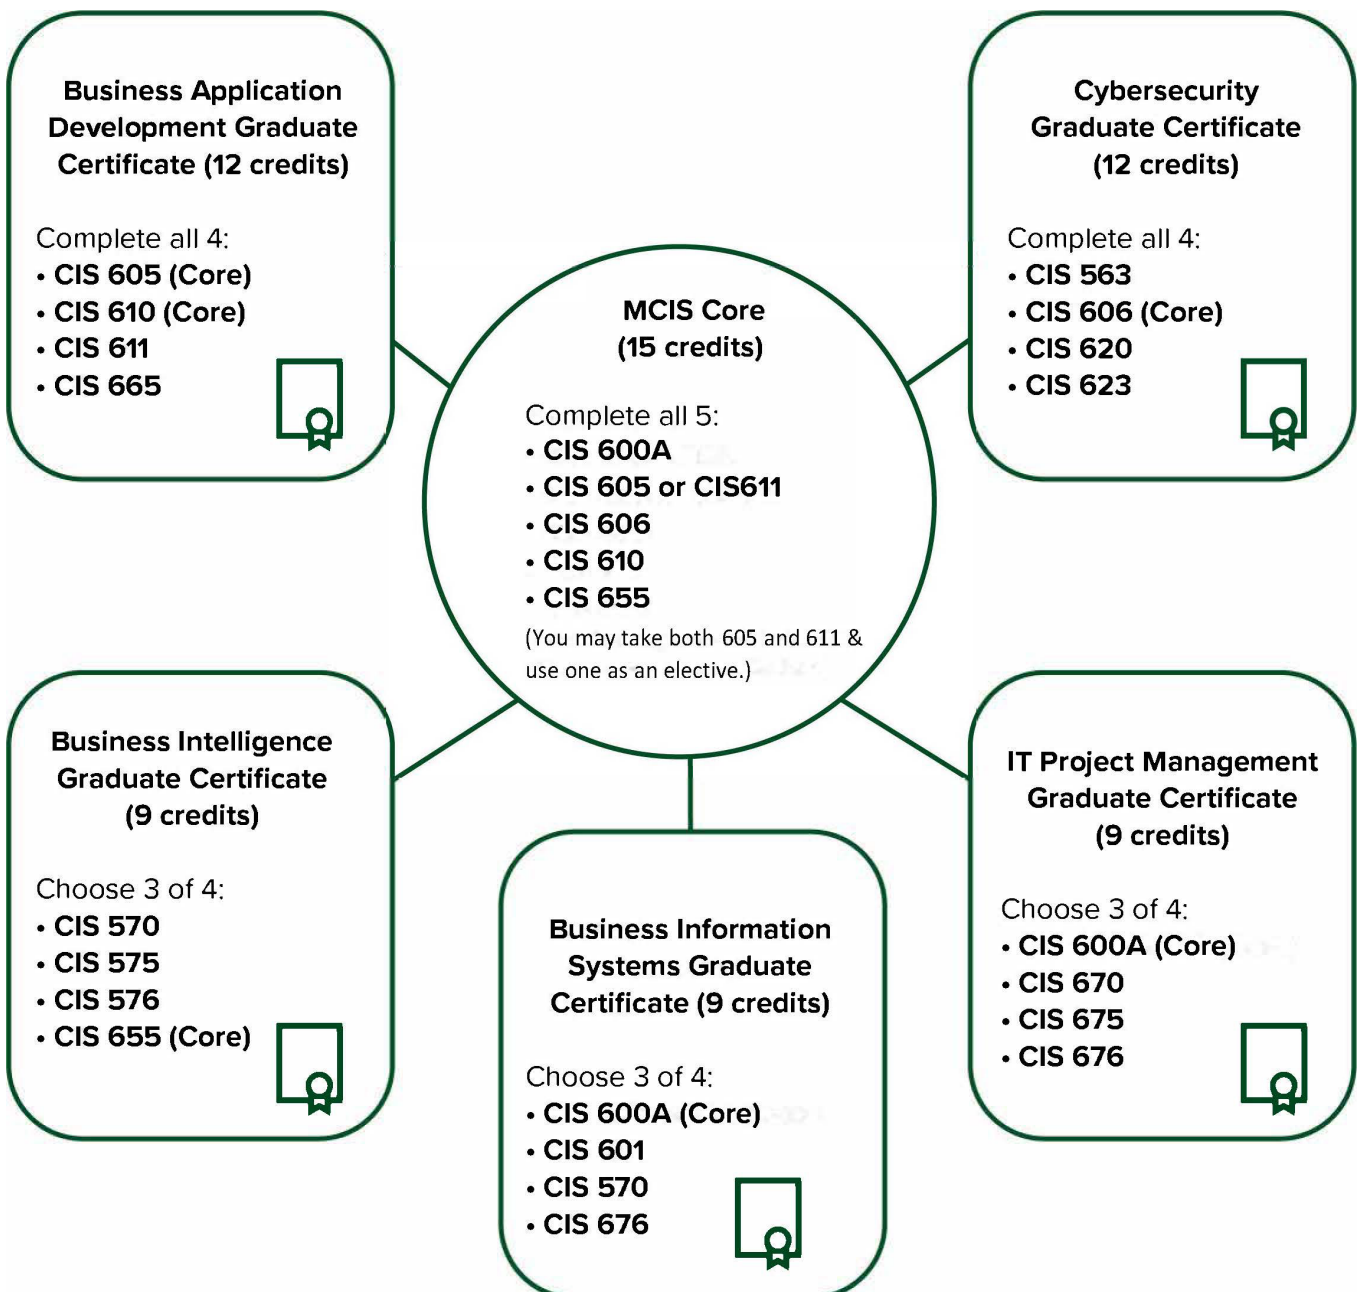 Business Application
Development Graduate
Certificate (12 credits)
Complete all 4:
• CIS 605 (Core)
• CIS 610 (Core)
• CIS 611
• CIS 665
Cybersecurity
Graduate Certificate
(12 credits)
Complete all 4:
• CIS 563
• CIS 606 (Core)
• CIS 620
• CIS 623
MCIS Core
(15 credits)
Complete all 5:
• CIS 600A
• CIS 605 or CIS611
• CIS 606
• CIS 610
• CIS 655
(You may take both 605 and 611 &
use one as an elective.)
Business Intelligence
Graduate Certificate
(9 credits)
Choose 3 of 4:
• CIS 570
• CIS 575
• CIS 576
• CIS 655 (Core)
Business Information
Systems Graduate
Certificate (9 credits)
Choose 3 of 4:
• CIS 600A (Core)
• CIS 601
• CIS 570
• CIS 676
IT Project Management
Graduate Certificate
(9 credits)
Choose 3 of 4:
• CIS 600A (Core)
• CIS 670
• CIS 675
• CIS 676